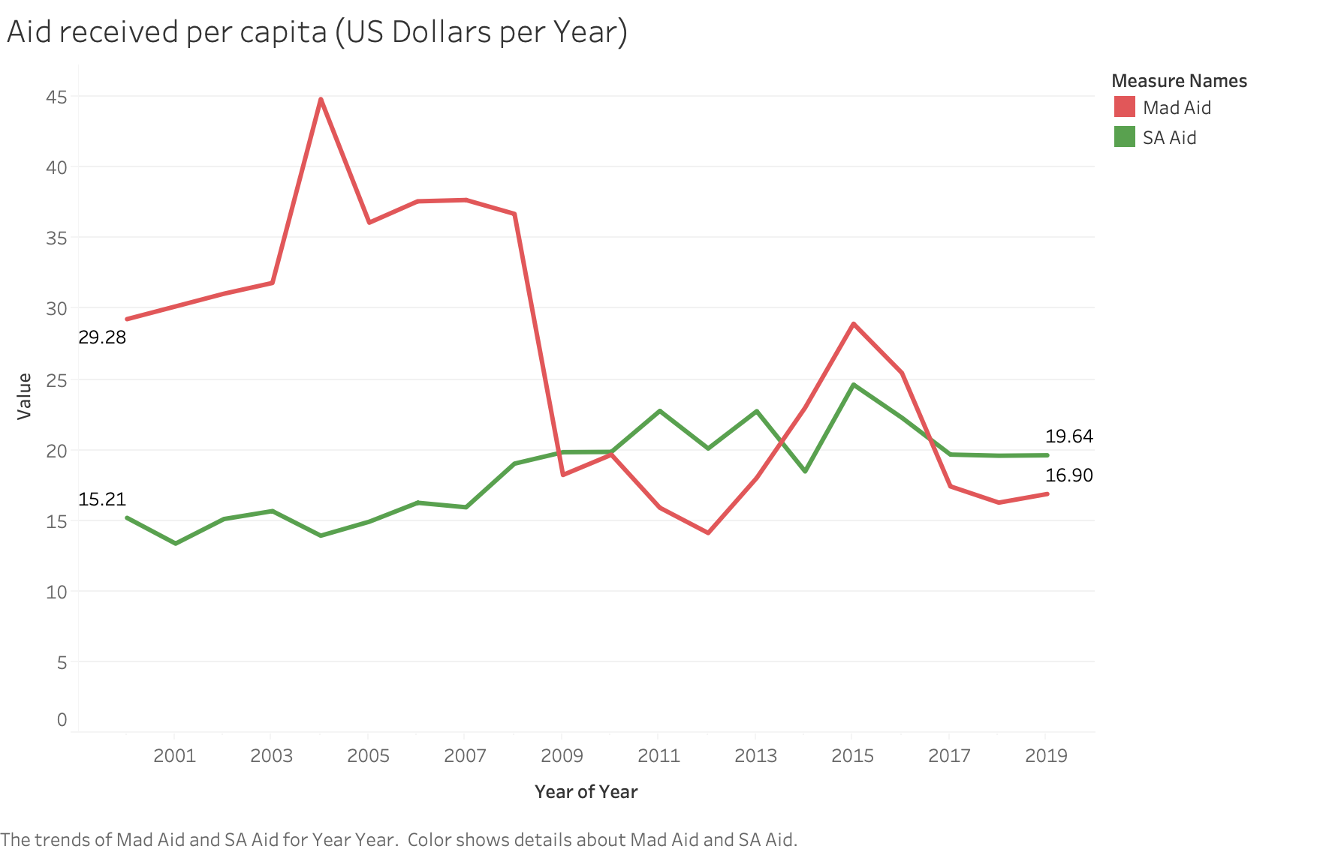 Aid received per capita (US Dollars per Year)
Measure Names
Mad Aid
SA Aid
45
40
35
30
25
20
15
10
5
0
Value
29.28
15.21
19.64
16.90
2001 2003 2005 2007 2009 2011 2013 2015 2017 2019
Year of Year
The trends of Mad Aid and SA Aid for Year Year. Color shows details about Mad Aid and SA Aid.